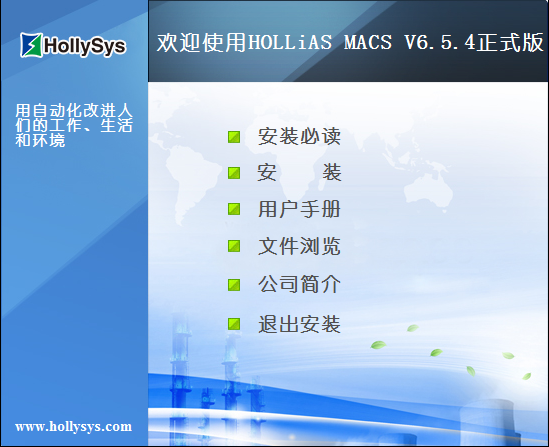 HollySys
用自动化改进人
们的工作、生活
和环境
www.hollysys.com
欢迎使用HOLLiAS MACS V6.5.4正式版
安装必读
安 装
用户手册
文件浏览
公司简介
退出安装